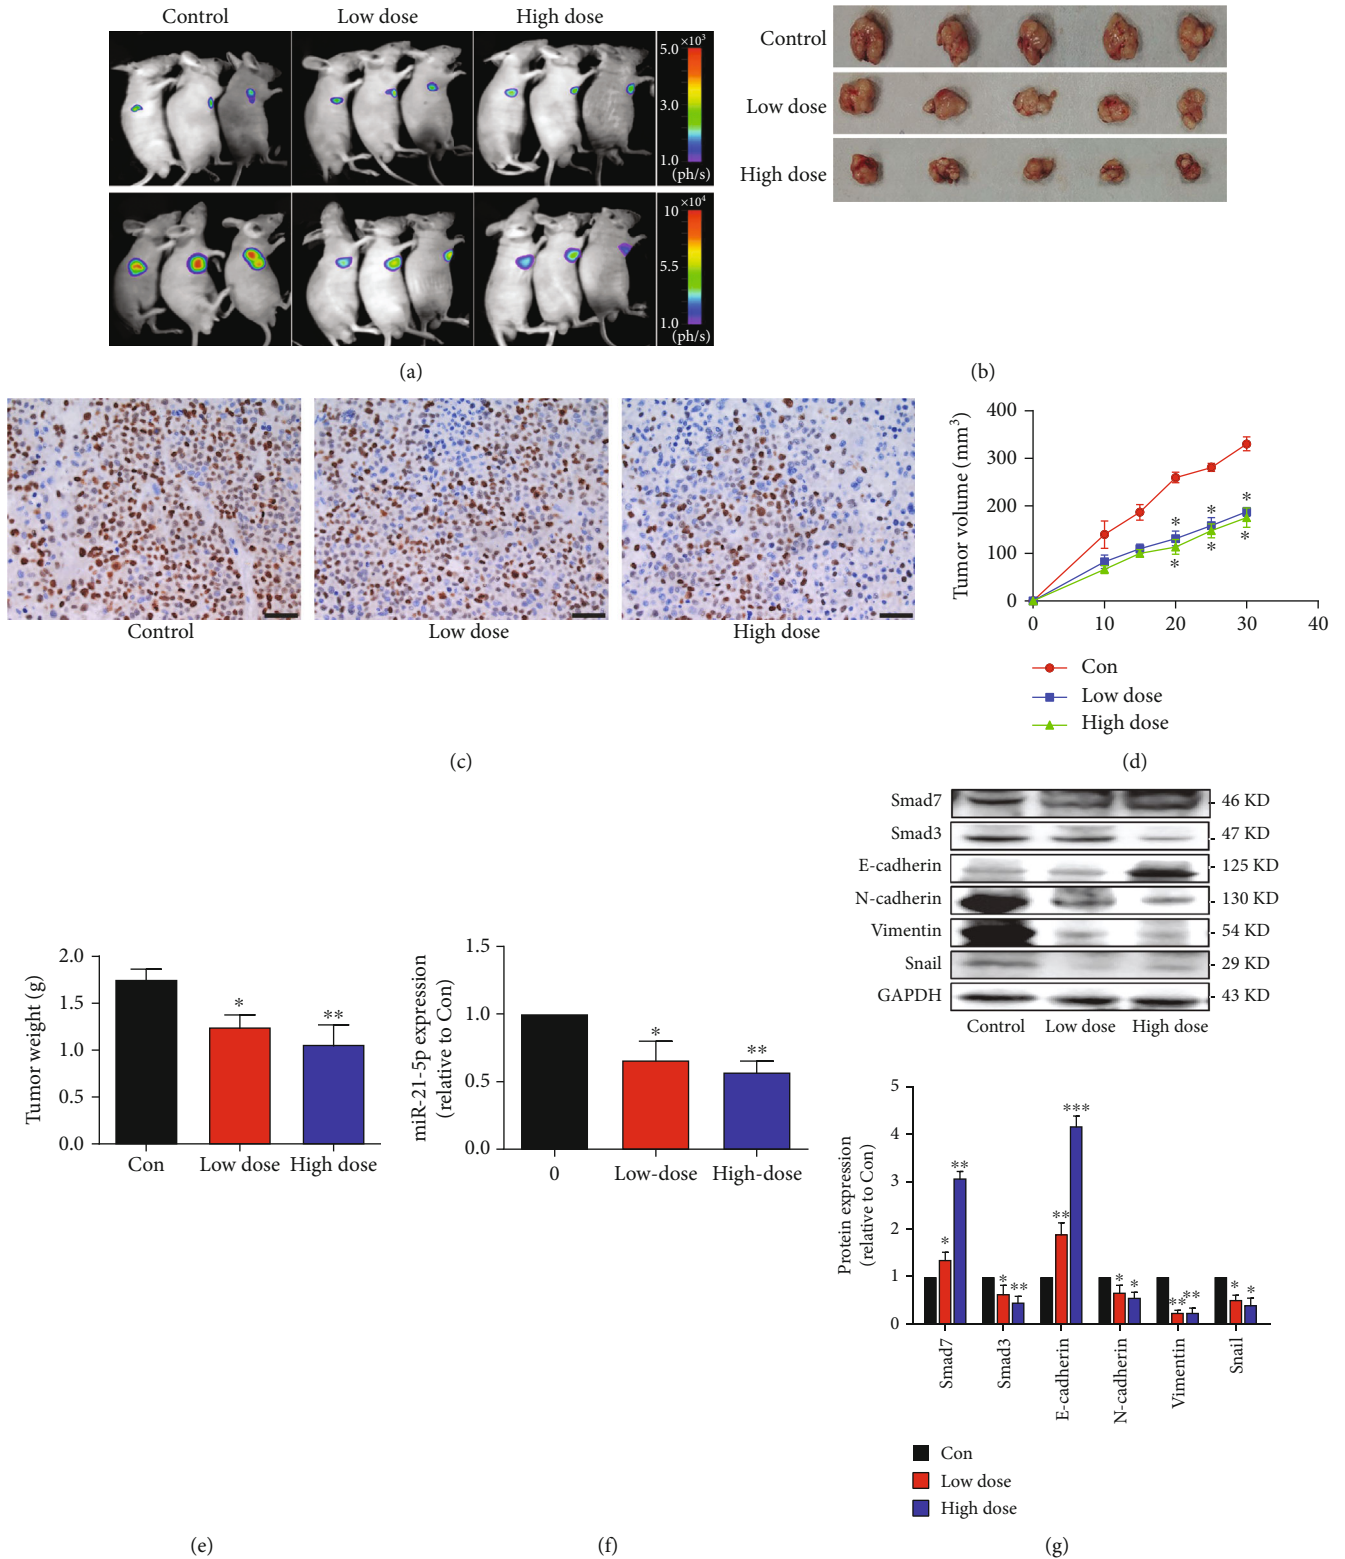 Control Low dose High dose
5.0 ×10³
3.0
1.0
(ph/s)
10 ×10⁴
5.5
1.0
(ph/s)
(a)
Control
Low dose
High dose
(b)
Control Low dose High dose
(c)
Tumor volume (nm³)
400
300
200
100
0
0 10 20 30 40
* * *
* * *
Con
Low dose
High dose
(d)
Tumor weight (g)
2.0
1.5
1.0
0.5
0.0
* **
Con Low dose High dose
(e)
miR-21-5p expression
(relative to Con)
1.5
1.0
0.5
0.0
* **
0 Low-dose High-dose
(f)
Smad7 46 KD
Smad3 47 KD
E-cadherin 125 KD
N-cadherin 130 KD
Vimentin 54 KD
Snail 29 KD
GAPDH 43 KD
Control Low dose High dose
Protein expression
(relative to Con)
5
4
3
2
1
0
* ** * ** ** *** * * ** ** * *
Smad7 Smad3 E-cadherin N-cadherin Vimentin Snail
Con
Low dose
High dose
(g)